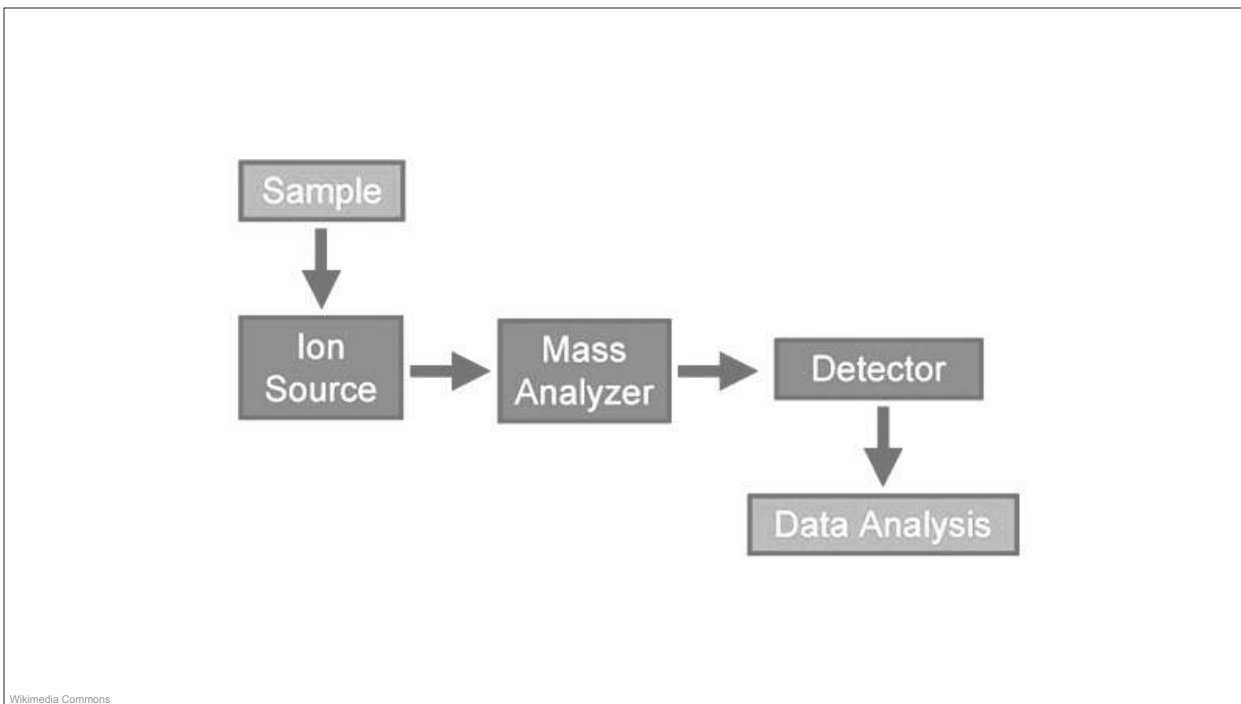 Sample
Ion
Source
Mass
Analyzer
Detector
Data Analysis
Wikimedia Commons